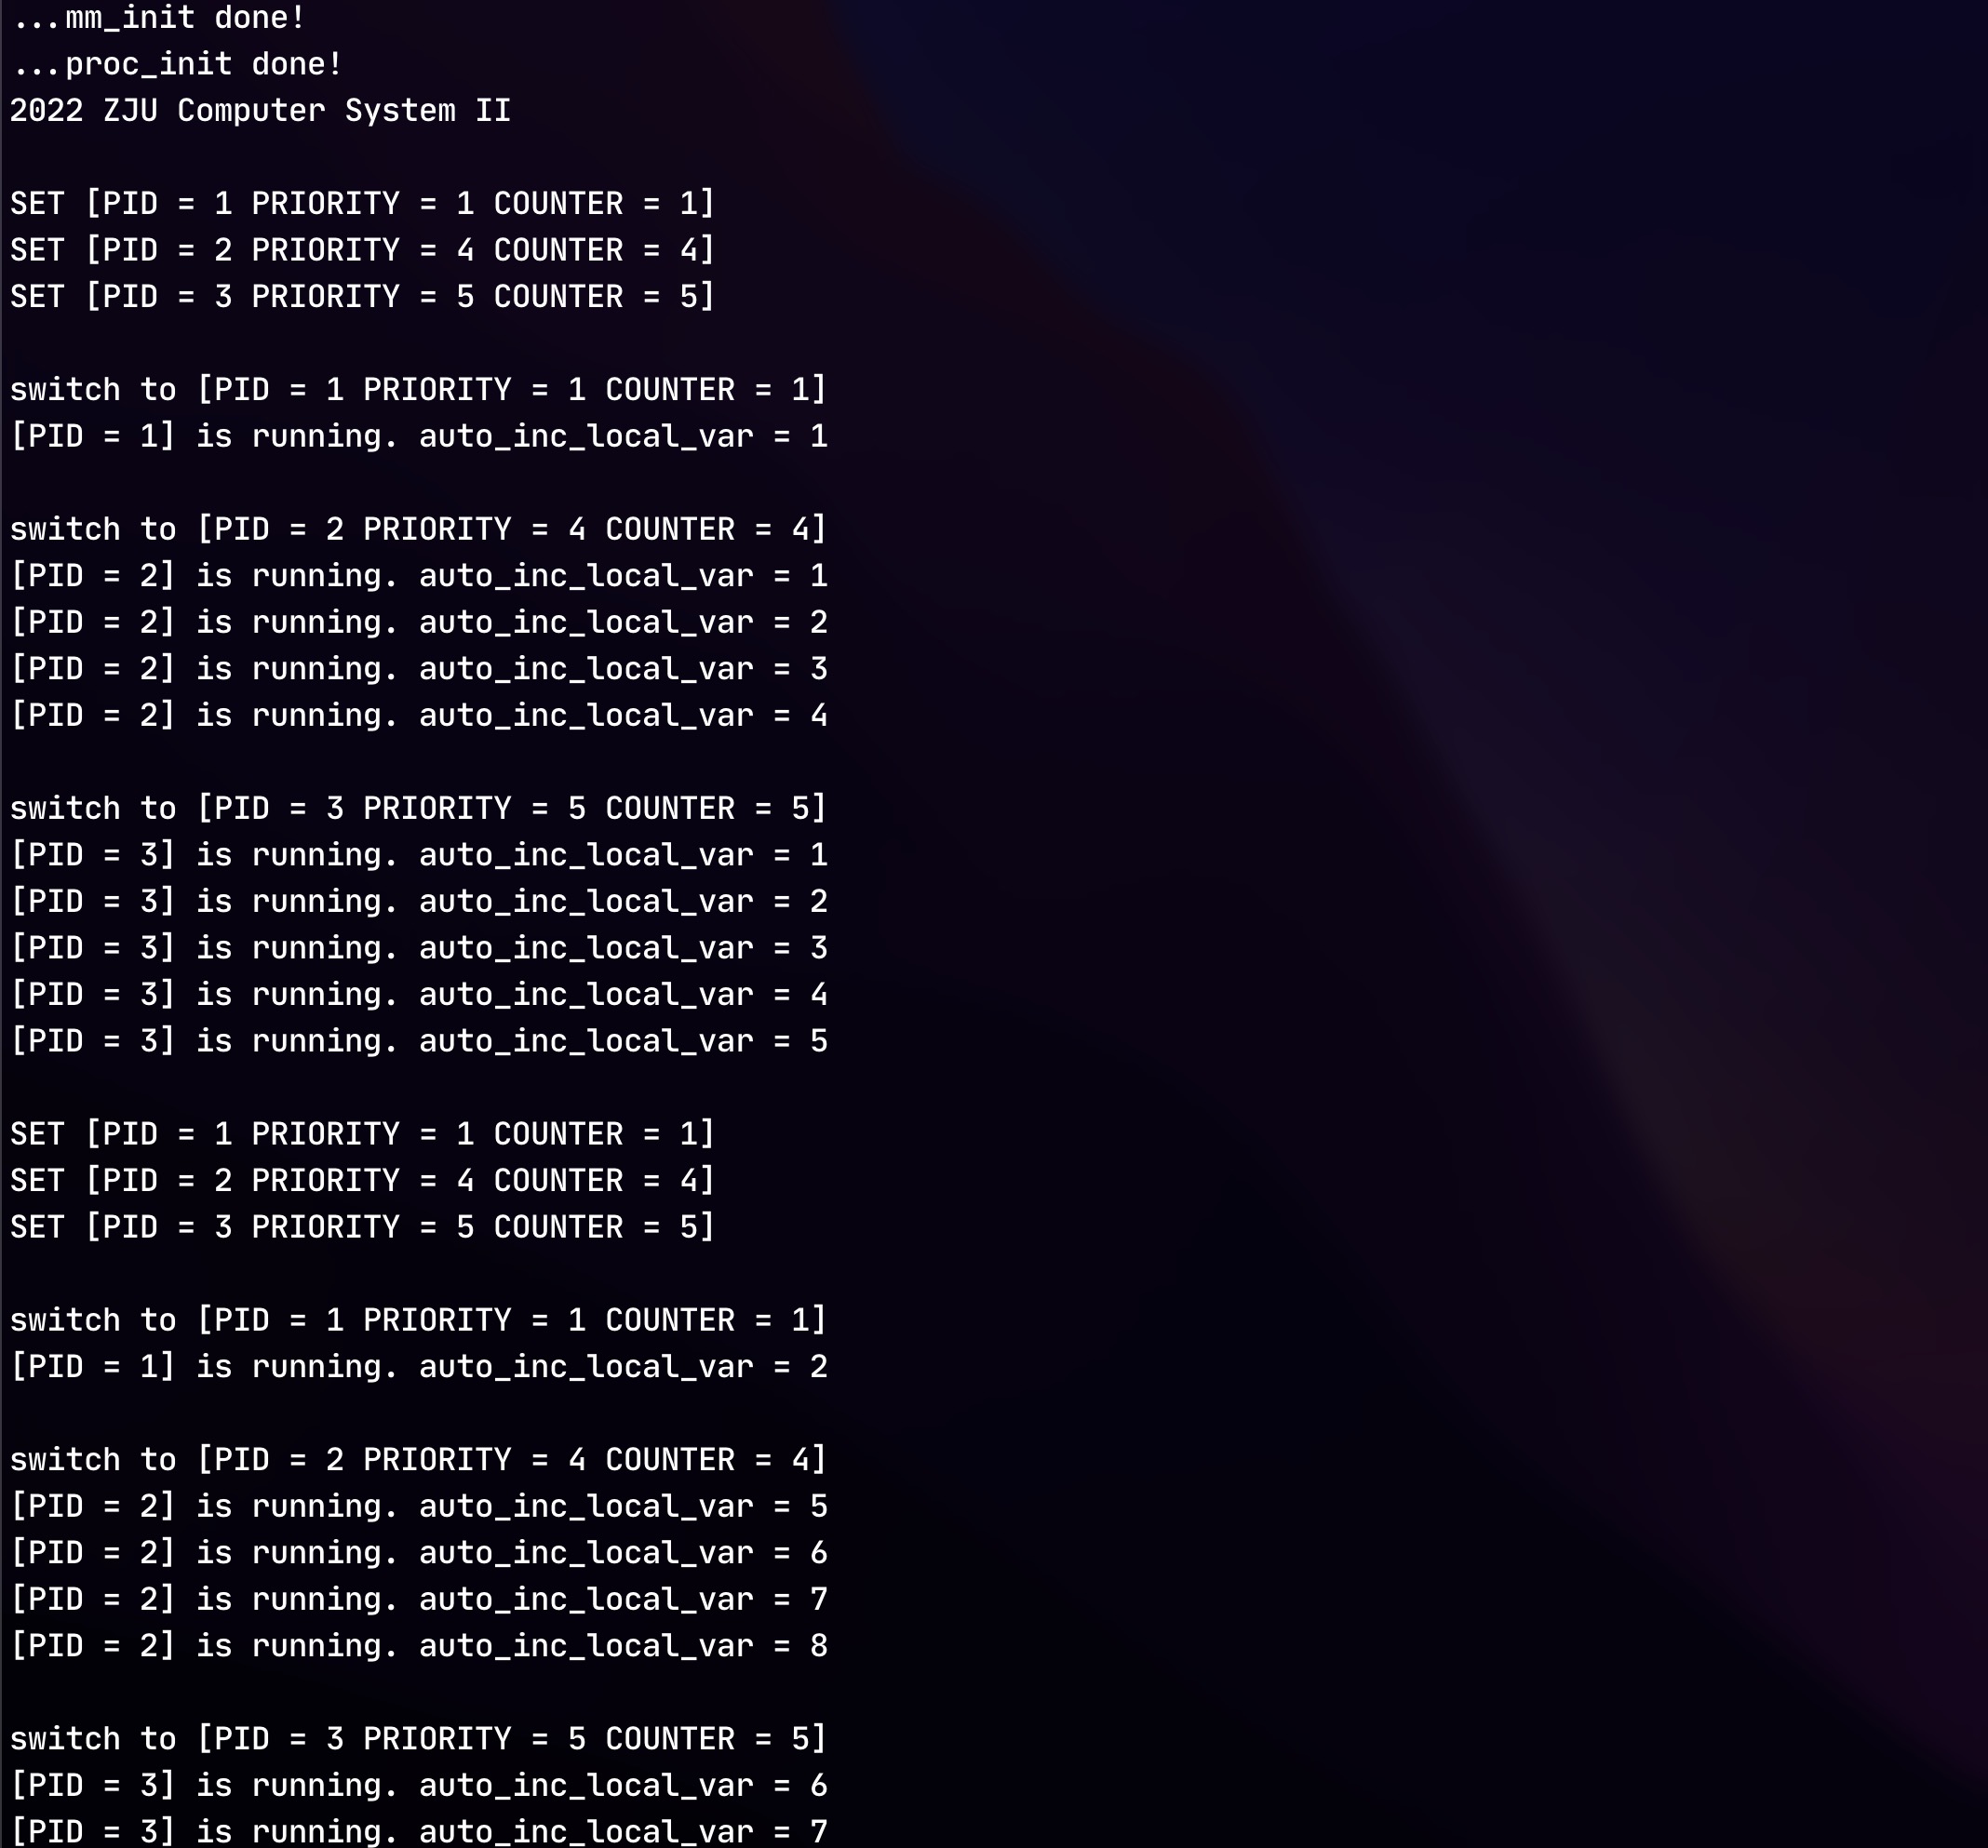 ...mm_init done!
...proc_init done!
2022 ZJU Computer System II
SET [PID = 1 PRIORITY = 1 COUNTER = 1]
SET [PID = 2 PRIORITY = 4 COUNTER = 4]
SET [PID = 3 PRIORITY = 5 COUNTER = 5]
switch to [PID = 1 PRIORITY = 1 COUNTER = 1]
[PID = 1] is running. auto_inc_local_var = 1
switch to [PID = 2 PRIORITY = 4 COUNTER = 4]
[PID = 2] is running. auto_inc_local_var = 1
[PID = 2] is running. auto_inc_local_var = 2
[PID = 2] is running. auto_inc_local_var = 3
[PID = 2] is running. auto_inc_local_var = 4
switch to [PID = 3 PRIORITY = 5 COUNTER = 5]
[PID = 3] is running. auto_inc_local_var = 1
[PID = 3] is running. auto_inc_local_var = 2
[PID = 3] is running. auto_inc_local_var = 3
[PID = 3] is running. auto_inc_local_var = 4
[PID = 3] is running. auto_inc_local_var = 5
SET [PID = 1 PRIORITY = 1 COUNTER = 1]
SET [PID = 2 PRIORITY = 4 COUNTER = 4]
SET [PID = 3 PRIORITY = 5 COUNTER = 5]
switch to [PID = 1 PRIORITY = 1 COUNTER = 1]
[PID = 1] is running. auto_inc_local_var = 2
switch to [PID = 2 PRIORITY = 4 COUNTER = 4]
[PID = 2] is running. auto_inc_local_var = 5
[PID = 2] is running. auto_inc_local_var = 6
[PID = 2] is running. auto_inc_local_var = 7
[PID = 2] is running. auto_inc_local_var = 8
switch to [PID = 3 PRIORITY = 5 COUNTER = 5]
[PID = 3] is running. auto_inc_local_var = 6
[PID = 3] is running. auto_inc_local_var = 7